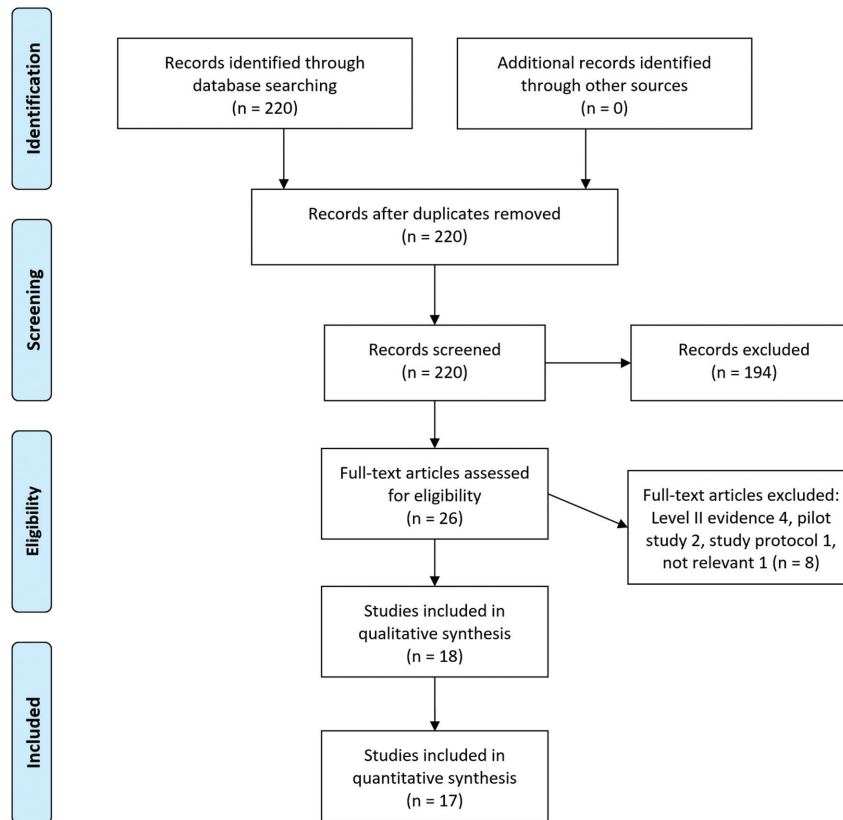 Identification
Records identified through
database searching
(n = 220)
Additional records identified
through other sources
(n = 0)
Records after duplicates removed
(n = 220)
Screening
Records screened
(n = 220)
Records excluded
(n = 194)
Eligibility
Full-text articles assessed
for eligibility
(n = 26)
Full-text articles excluded:
Level II evidence 4, pilot
study 2, study protocol 1,
not relevant 1 (n = 8)
Studies included in
qualitative synthesis
(n = 18)
Included
Studies included in
quantitative synthesis
(n = 17)